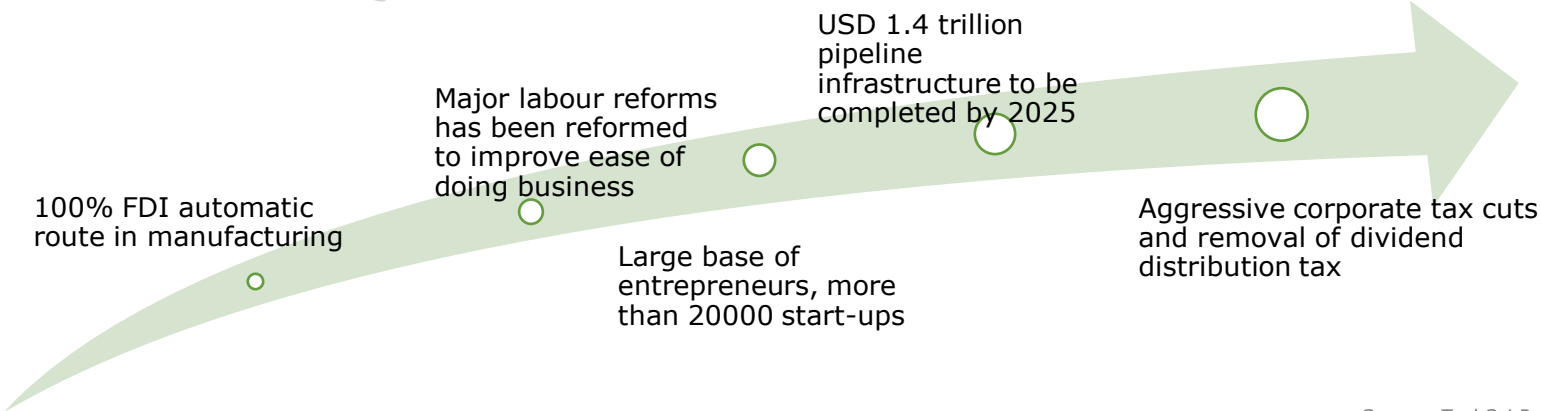 USD 1.4 trillion
pipeline
infrastructure to be
completed by 2025
Major labour reforms
has been reformed
to improve ease of
doing business
100% FDI automatic
route in manufacturing
Large base of
entrepreneurs, more
than 20000 start-ups
Aggressive corporate tax cuts
and removal of dividend
distribution tax